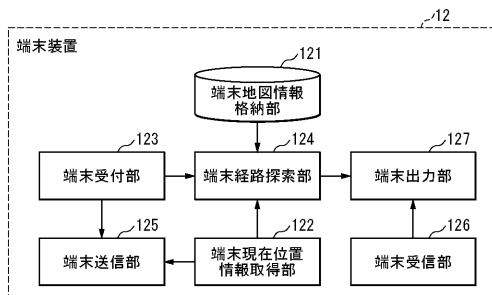 12
端末装置
121
端末地図情報
格納部
123
124
127
端末受付部
端末経路探索部
端末出力部
125
122
126
端末送信部
端末現在位置
情報取得部
端末受信部